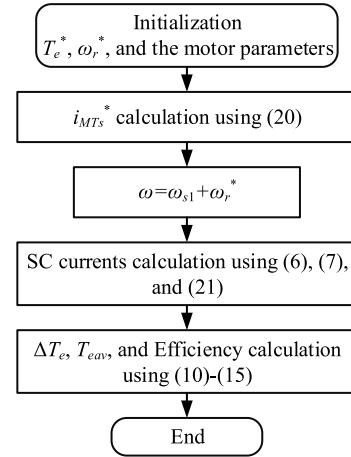 Initialization
Te*, ωr*, and the motor parameters
iMTs* calculation using (20)
ω=ωs1+ωr*
SC currents calculation using (6), (7),
and (21)
ΔTe, Teav, and Efficiency calculation
using (10)-(15)
End